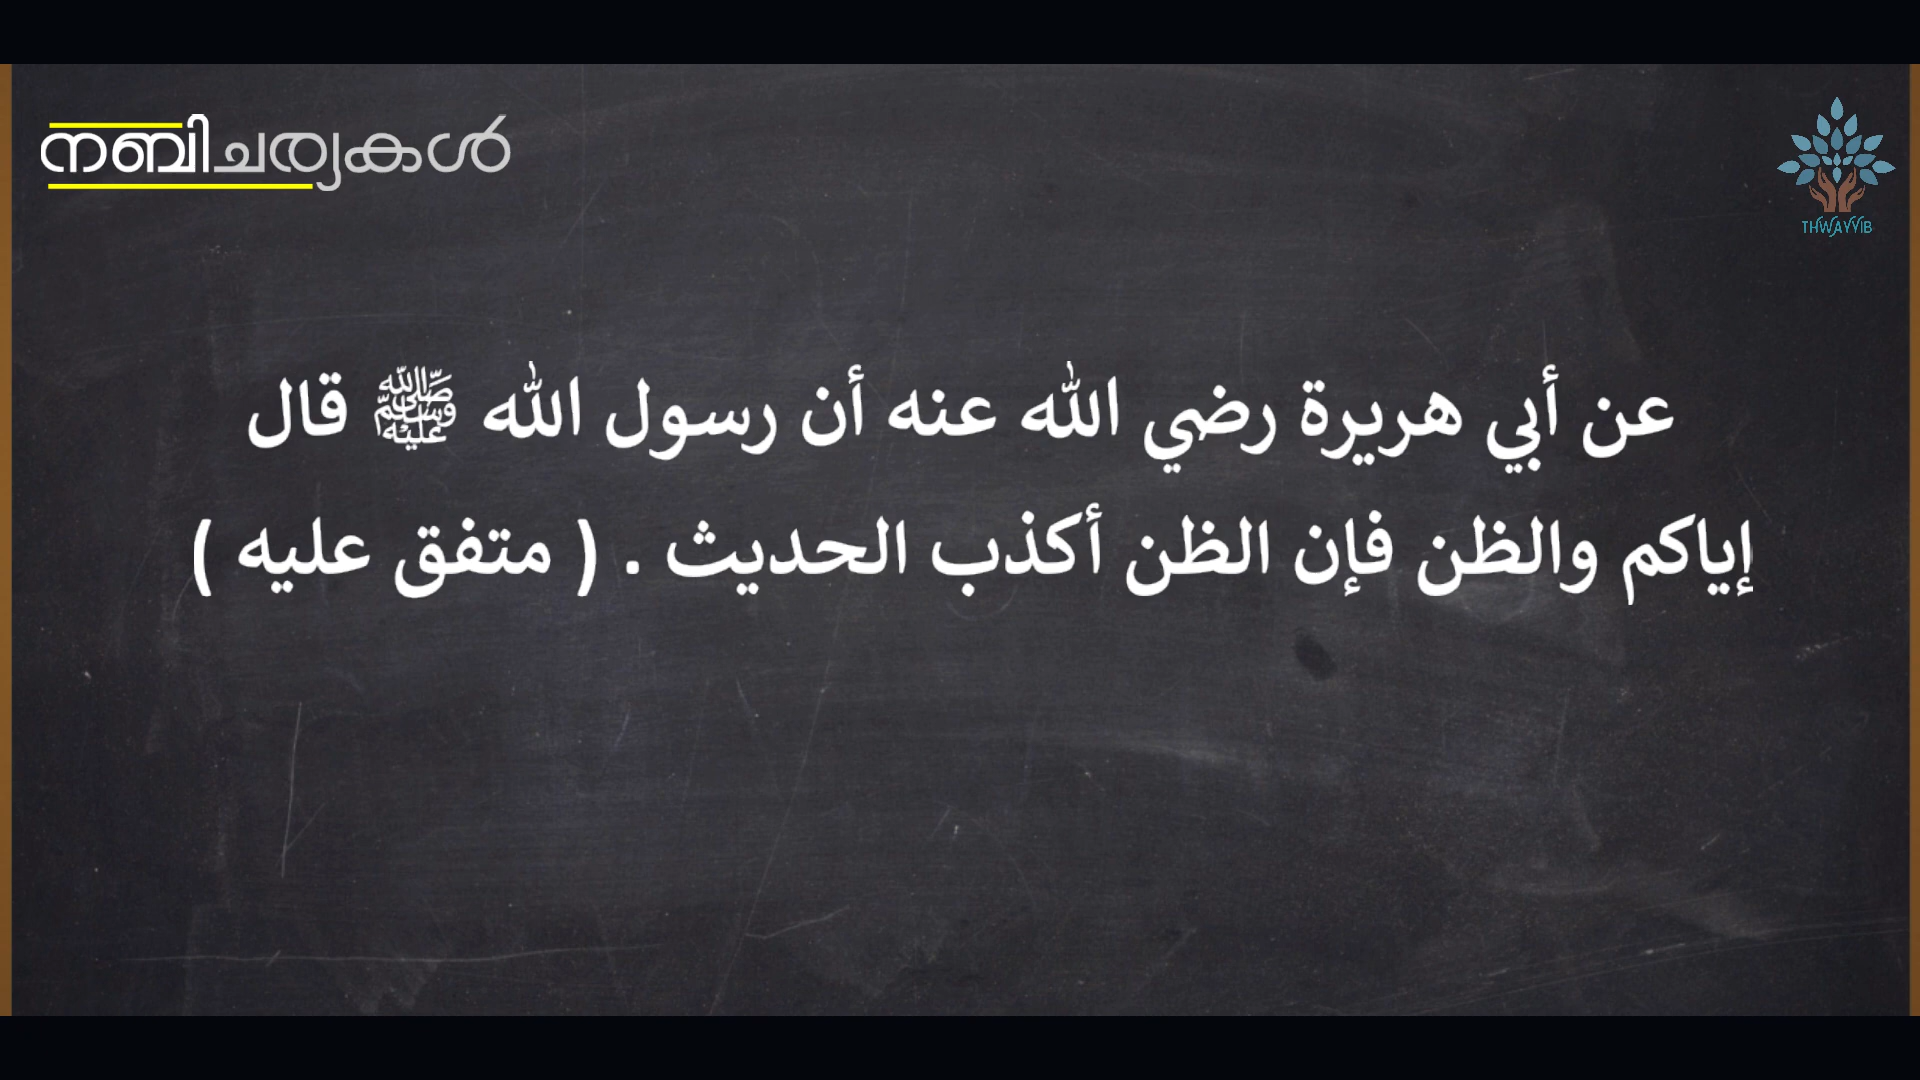 നബിചര്യകൾ
THWAYYIB
عن أبي هريرة رضي الله عنه أن رسول الله ﷺ قال
إياكم والظن فإن الظن أكذب الحديث . ( متفق عليه )